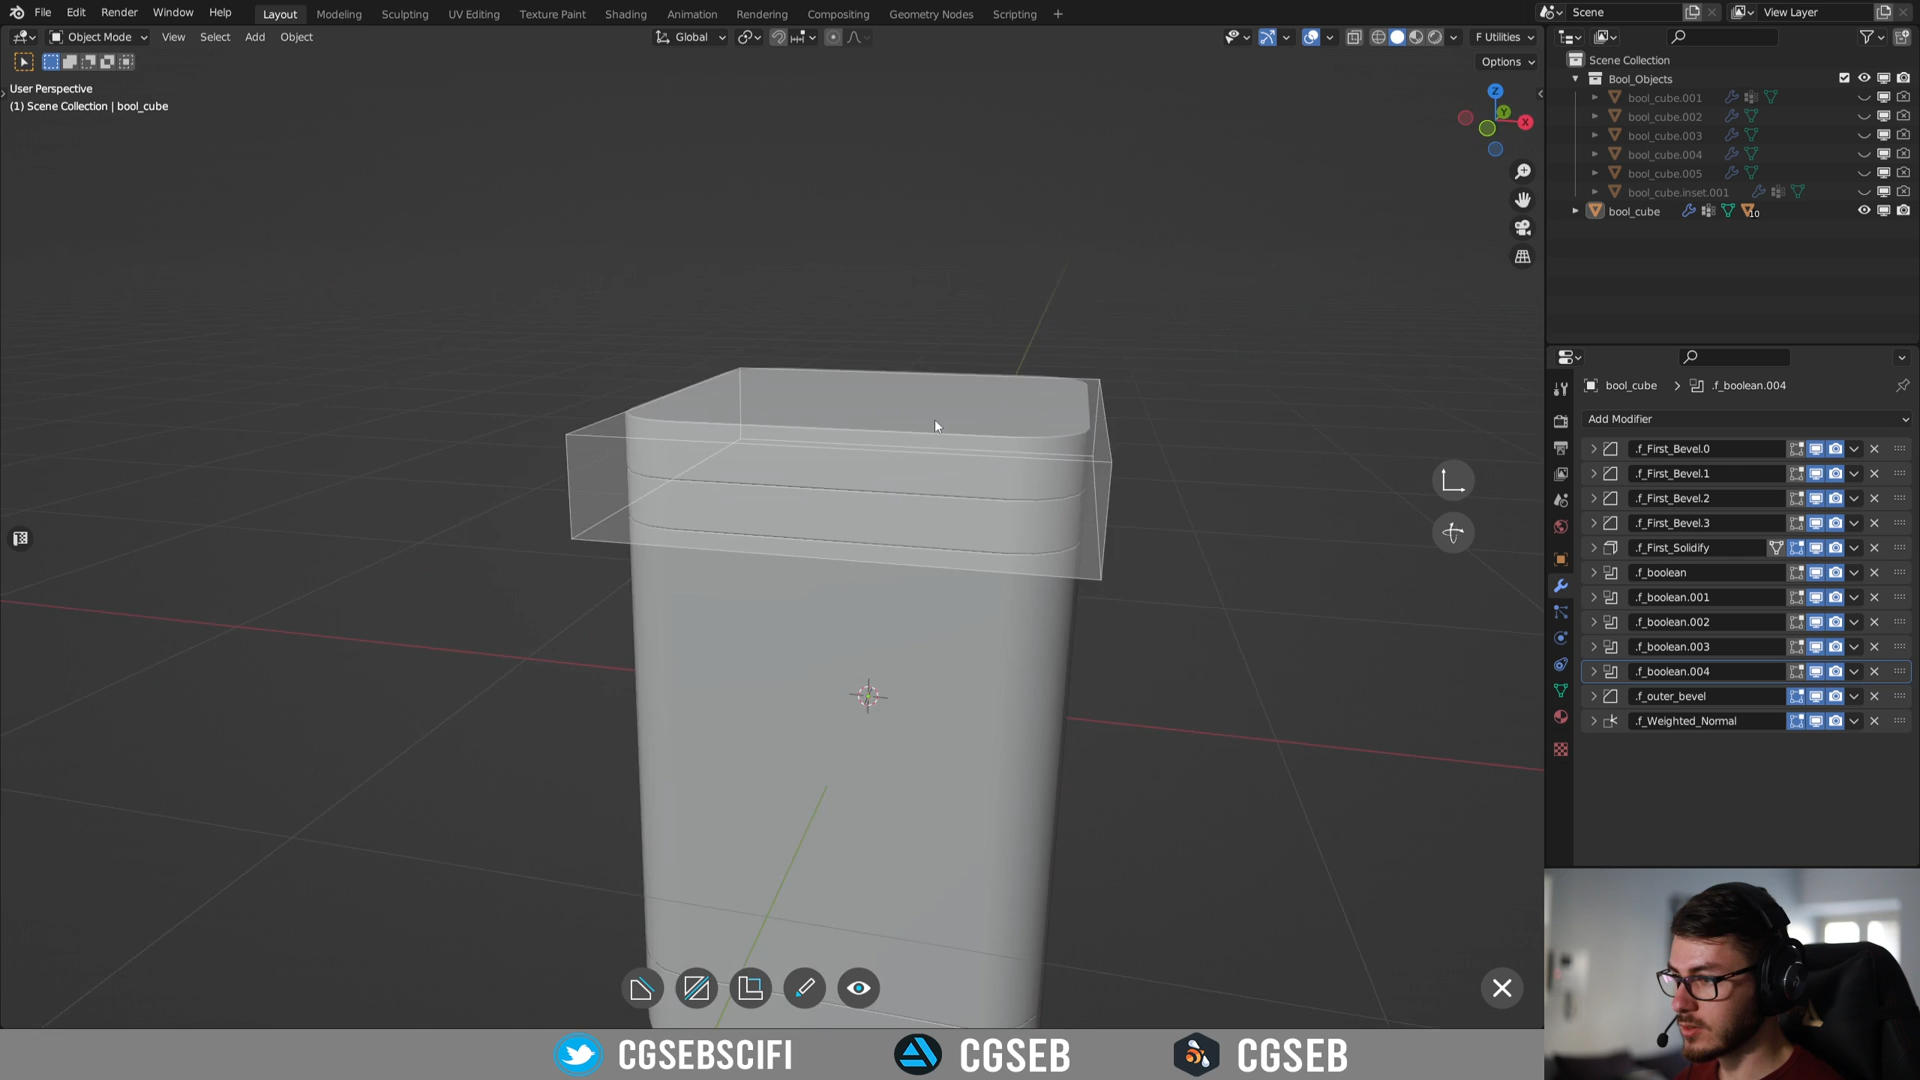 File Edit Render Window Help Layout Modeling Sculpting UV Editing Texture Paint Shading Animation Rendering Compositing Geometry Nodes Scripting + Scene View Layer
Object Mode View Select Add Object Global F Utilities
Options
User Perspective
(1) Scene Collection | bool_cube
Z
Y
X
Scene Collection
Bool_Objects
bool_cube.001
bool_cube.002
bool_cube.003
bool_cube.004
bool_cube.005
bool_cube.inset.001
bool_cube 10
bool_cube > .f_boolean.004
Add Modifier
.f_First_Bevel.0
.f_First_Bevel.1
.f_First_Bevel.2
.f_First_Bevel.3
.f_First_Solidify
.f_boolean
.f_boolean.001
.f_boolean.002
.f_boolean.003
.f_boolean.004
.f_outer_bevel
.f_Weighted_Normal
CGSEBSCIFI CGSEB CGSEB